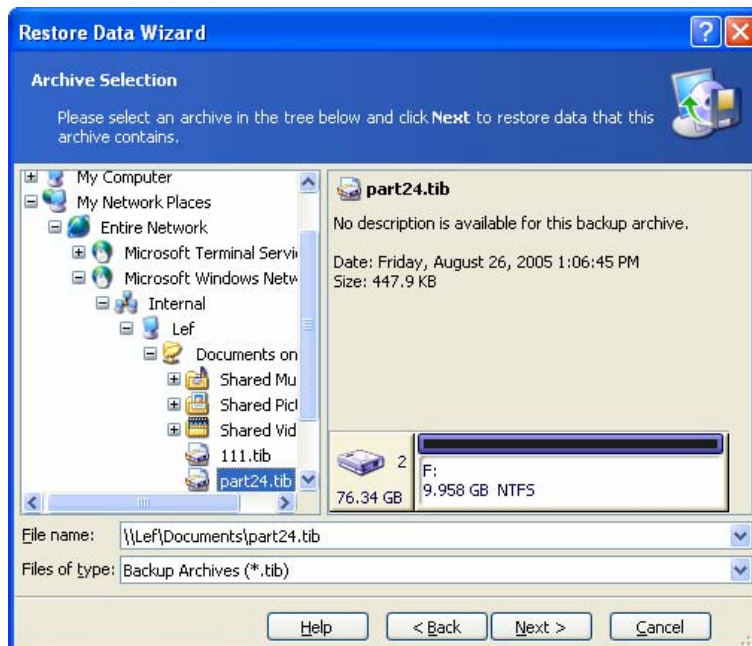 Restore Data Wizard
Archive Selection
Please select an archive in the tree below and click Next to restore data that this
archive contains.
My Computer
My Network Places
Entire Network
Microsoft Terminal Servi
Microsoft Windows Netw
Internal
Lef
Documents on
Shared Mu
Shared Pict
Shared Vid
111.tib
part24.tib
part24.tib
No description is available for this backup archive.
Date: Friday, August 26, 2005 1:06:45 PM
Size: 447.9 KB
2
76.34 GB
F:
9.958 GB NTFS
File name: \\Lef\Documents\part24.tib
Files of type: Backup Archives (*.tib)
Help < Back Next > Cancel